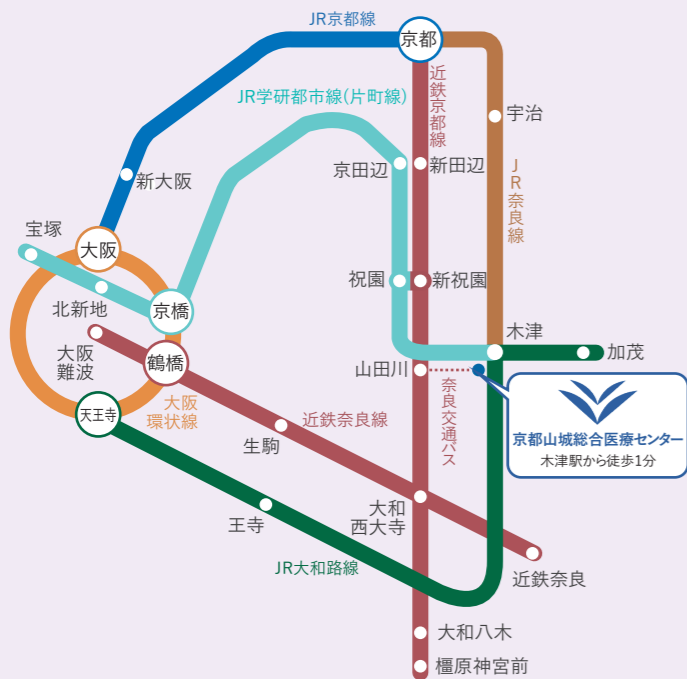 JR京都線
京都
JR学研都市線(片町線)
近鉄京都線
宇治
京田辺
新田辺
JR奈良線
新大阪
宝塚
大阪
北新地
京橋
祝園
新祝園
木津
加茂
大阪
難波
鶴橋
山田川
奈良交通バス
京都山城総合医療センター
木津駅から徒歩1分
天王寺
大阪
環状線
近鉄奈良線
生駒
大和
西大寺
王寺
JR大和路線
近鉄奈良
大和八木
橿原神宮前